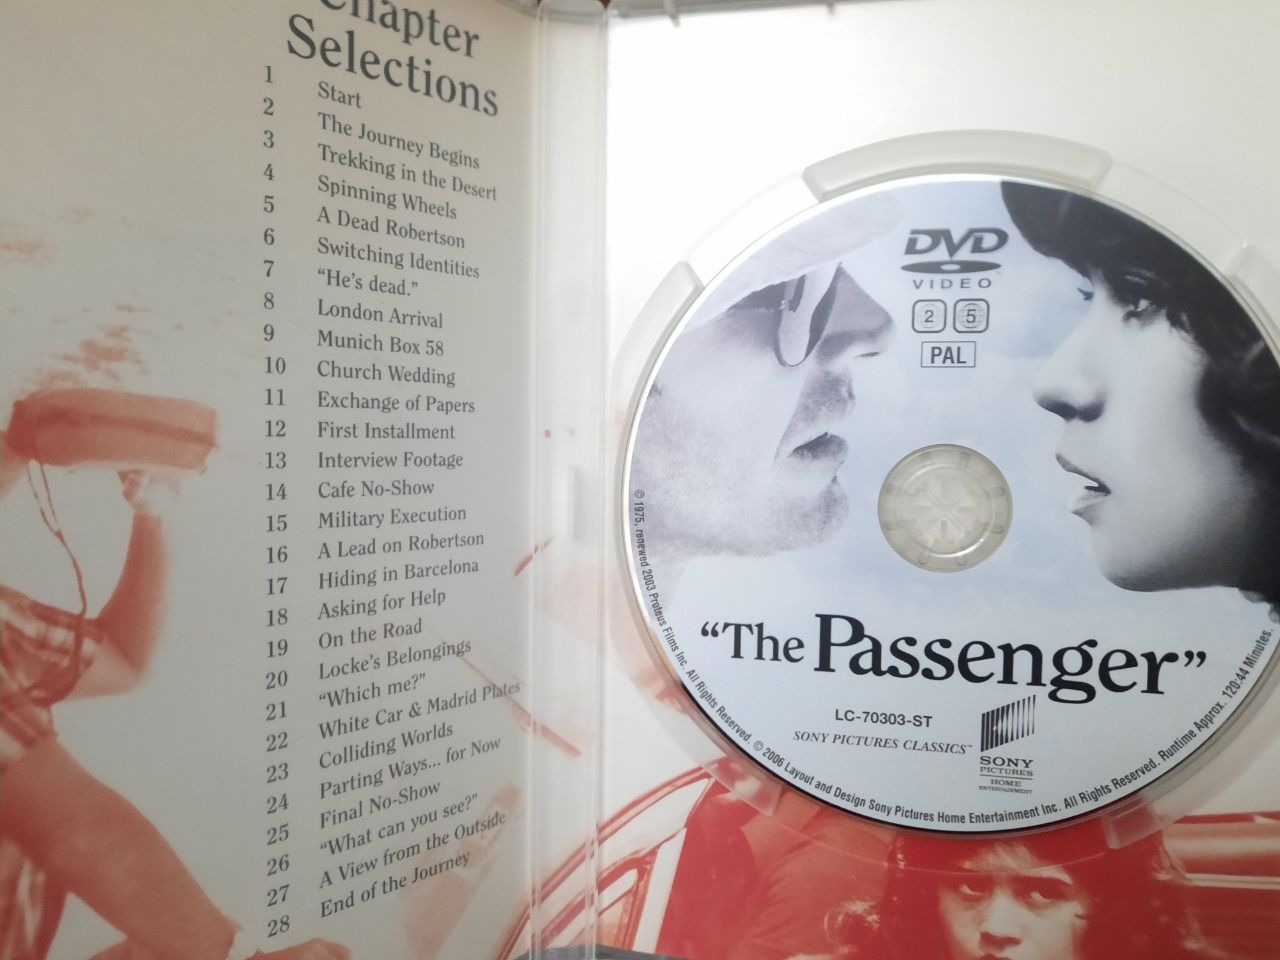 Chapter
Selections
1 Start
2 The Journey Begins
3 Trekking in the Desert
4 Spinning Wheels
5 A Dead Robertson
6 Switching Identities
7 “He’s dead.”
8 London Arrival
9 Munich Box 58
10 Church Wedding
11 Exchange of Papers
12 First Installment
13 Interview Footage
14 Cafe No-Show
15 Military Execution
16 A Lead on Robertson
17 Hiding in Barcelona
18 Asking for Help
19 On the Road
20 Locke’s Belongings
21 “Which me?”
22 White Car & Madrid Plates
23 Colliding Worlds
24 Parting Ways... for Now
25 Final No-Show
26 “What can you see?”
27 A View from the Outside
28 End of the Journey
DVD
VIDEO
2 5
PAL
“The Passenger”
LC-70303-ST
SONY PICTURES CLASSICS™
SONY
PICTURES
HOME
ENTERTAINMENT
© 1975, renewed 2003 Proteus Films Inc. All Rights Reserved. © 2006 Layout and Design Sony Pictures Home Entertainment Inc. All Rights Reserved. Runtime Approx. 120:44 Minutes.